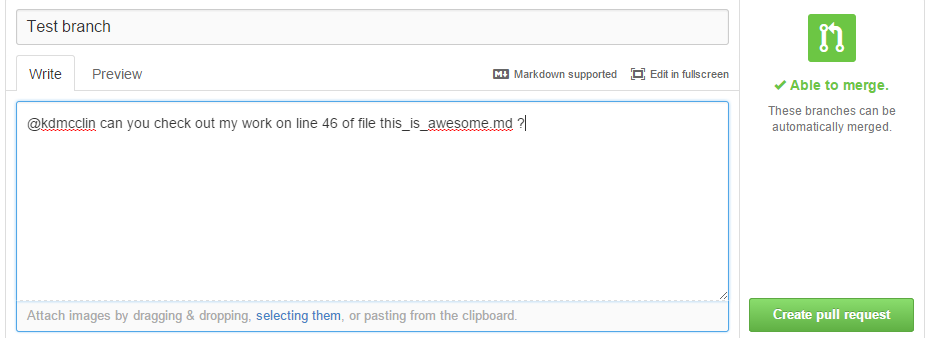 Test branch
Write Preview Markdown supported Edit in fullscreen
@kdmcclin can you check out my work on line 46 of file this_is_awesome.md ?
Attach images by dragging & dropping, selecting them, or pasting from the clipboard.
Able to merge.
These branches can be
automatically merged.
Create pull request